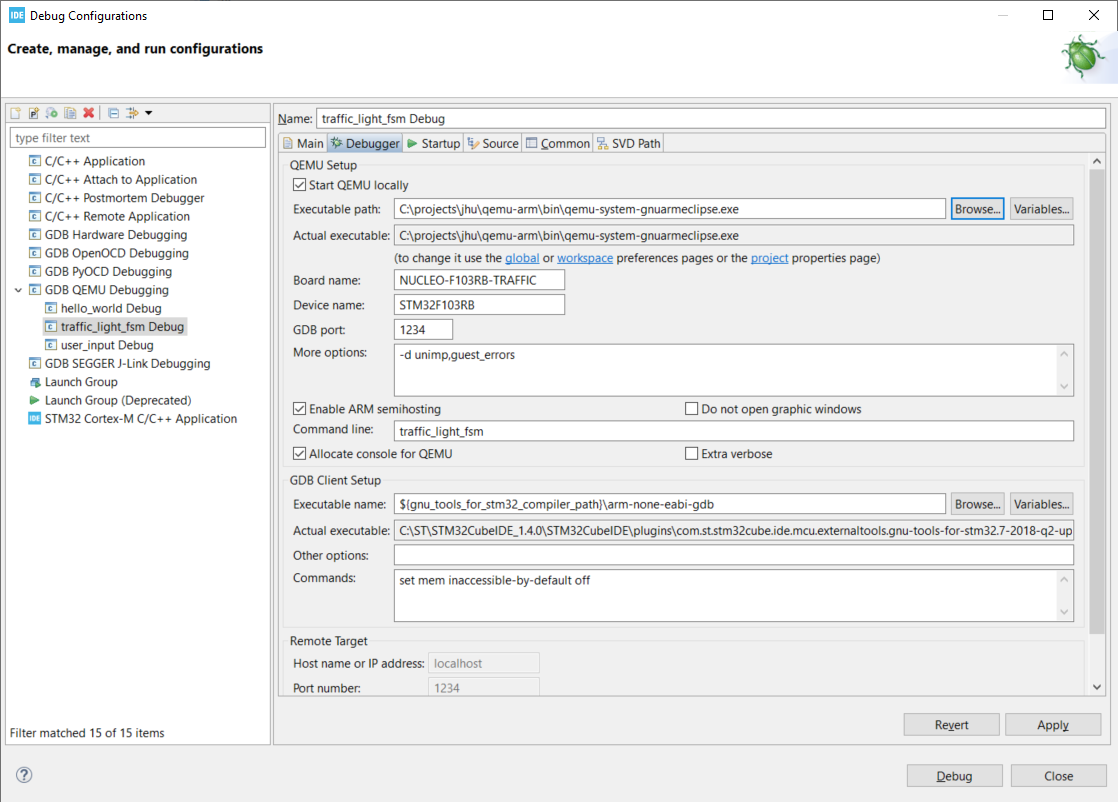 IDE Debug Configurations
Create, manage, and run configurations
type filter text
C/C++ Application
C/C++ Attach to Application
C/C++ Postmortem Debugger
C/C++ Remote Application
GDB Hardware Debugging
GDB OpenOCD Debugging
GDB PyOCD Debugging
GDB QEMU Debugging
hello_world Debug
traffic_light_fsm Debug
user_input Debug
GDB SEGGER J-Link Debugging
Launch Group
Launch Group (Deprecated)
IDE STM32 Cortex-M C/C++ Application
Filter matched 15 of 15 items
Name: traffic_light_fsm Debug
Main Debugger Startup Source Common SVD Path
QEMU Setup
Start QEMU locally
Executable path: C:\projects\jhu\qemu-arm\bin\qemu-system-gnuarmeclipse.exe Browse... Variables...
Actual executable: C:\projects\jhu\qemu-arm\bin\qemu-system-gnuarmeclipse.exe
(to change it use the global or workspace preferences pages or the project properties page)
Board name: NUCLEO-F103RB-TRAFFIC
Device name: STM32F103RB
GDB port: 1234
More options: -d unimp,guest_errors
Enable ARM semihosting Do not open graphic windows
Command line: traffic_light_fsm
Allocate console for QEMU Extra verbose
GDB Client Setup
Executable name: ${gnu_tools_for_stm32_compiler_path}\arm-none-eabi-gdb Browse... Variables...
Actual executable: C:\ST\STM32CubeIDE_1.4.0\STM32CubeIDE\plugins\com.st.stm32cube.ide.mcu.externaltools.gnu-tools-for-stm32.7-2018-q2-up
Other options:
Commands: set mem inaccessible-by-default off
Remote Target
Host name or IP address: localhost
Port number: 1234
Revert Apply
? Debug Close